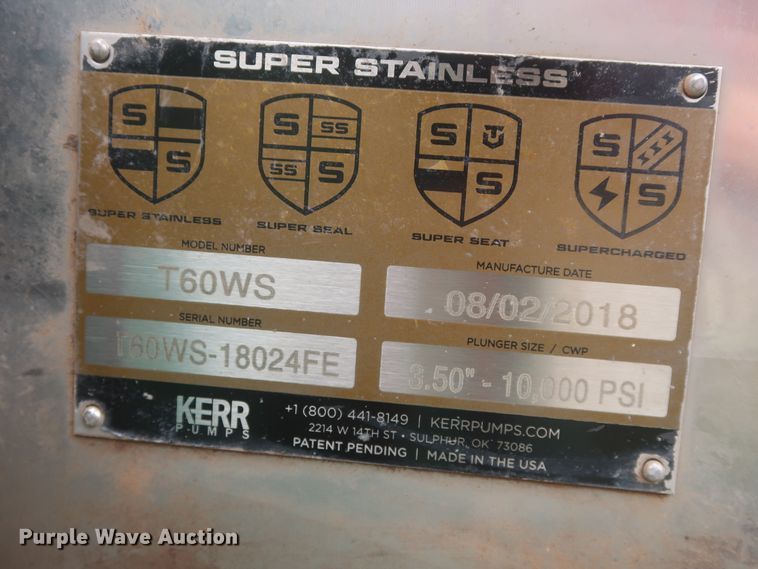 SUPER STAINLESS™
S
S
SUPER STAINLESS
S SS
SS S
SUPER SEAL
S
S
SUPER SEAT
S
S
SUPERCHARGED
MODEL NUMBER
T60WS
MANUFACTURE DATE
08/02/2018
SERIAL NUMBER
T60WS-18024FE
PLUNGER SIZE / CWP
3.50" - 10,000 PSI
KERR
PUMPS
+1 (800) 441-8149 | KERRPUMPS.COM
2214 W 14TH ST • SULPHUR, OK 73086
PATENT PENDING | MADE IN THE USA
Purple Wave Auction